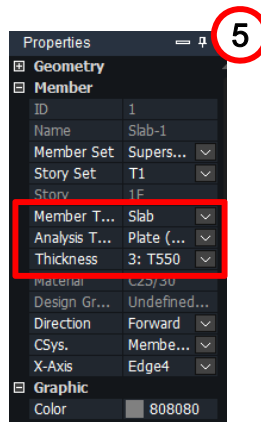 5
Properties
Geometry
Member
ID 1
Name Slab-1
Member Set Supers...
Story Set T1
Story 1F
Member T... Slab
Analysis T... Plate (...
Thickness 3: T550
Material C25/30
Design Gr... Undefined...
Direction Forward
CSys. Membe...
X-Axis Edge4
Graphic
Color 808080